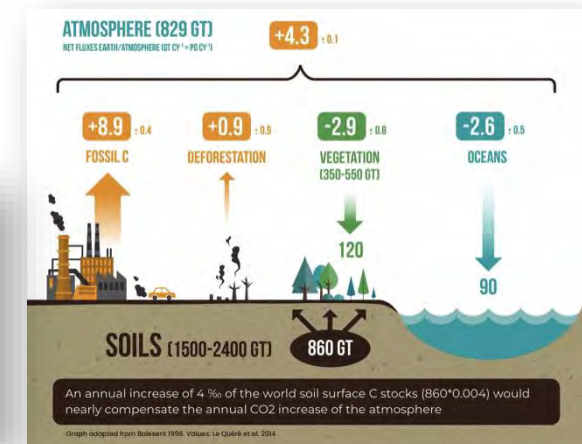 ATMOSPHERE (829 GT)
NET FLUXES EARTH/ATMOSPHERE (GT CY⁻¹ = PG CY⁻¹)
+4.3 ± 0.1
+8.9 ± 0.4
FOSSIL C
+0.9 ± 0.5
DEFORESTATION
-2.9 ± 0.8
VEGETATION
(350-550 GT)
-2.6 ± 0.5
OCEANS
120
90
SOILS (1500-2400 GT)
860 GT
An annual increase of 4 ‰ of the world soil surface C stocks (860*0.004) would
nearly compensate the annual CO2 increase of the atmosphere
Graph adapted from Balesent 1996. Values: Le Quéré et al. 2014